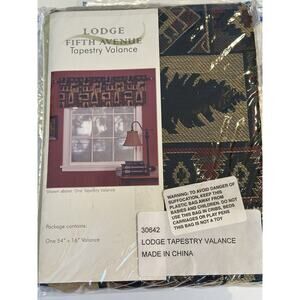 LODGE
FIFTH AVENUE
Tapestry Valance
Shown above: One Tapestry Valance
Package contains:
One 54" x 16" Valance
WARNING: TO AVOID DANGER OF
SUFFOCATION, KEEP THIS
PLASTIC BAG AWAY FROM
BABIES AND CHILDREN. DO NOT
USE THIS BAG IN CRIBS, BEDS
CARRIAGES OR PLAY PENS
THIS BAG IS NOT A TOY
30642
LODGE TAPESTRY VALANCE
MADE IN CHINA